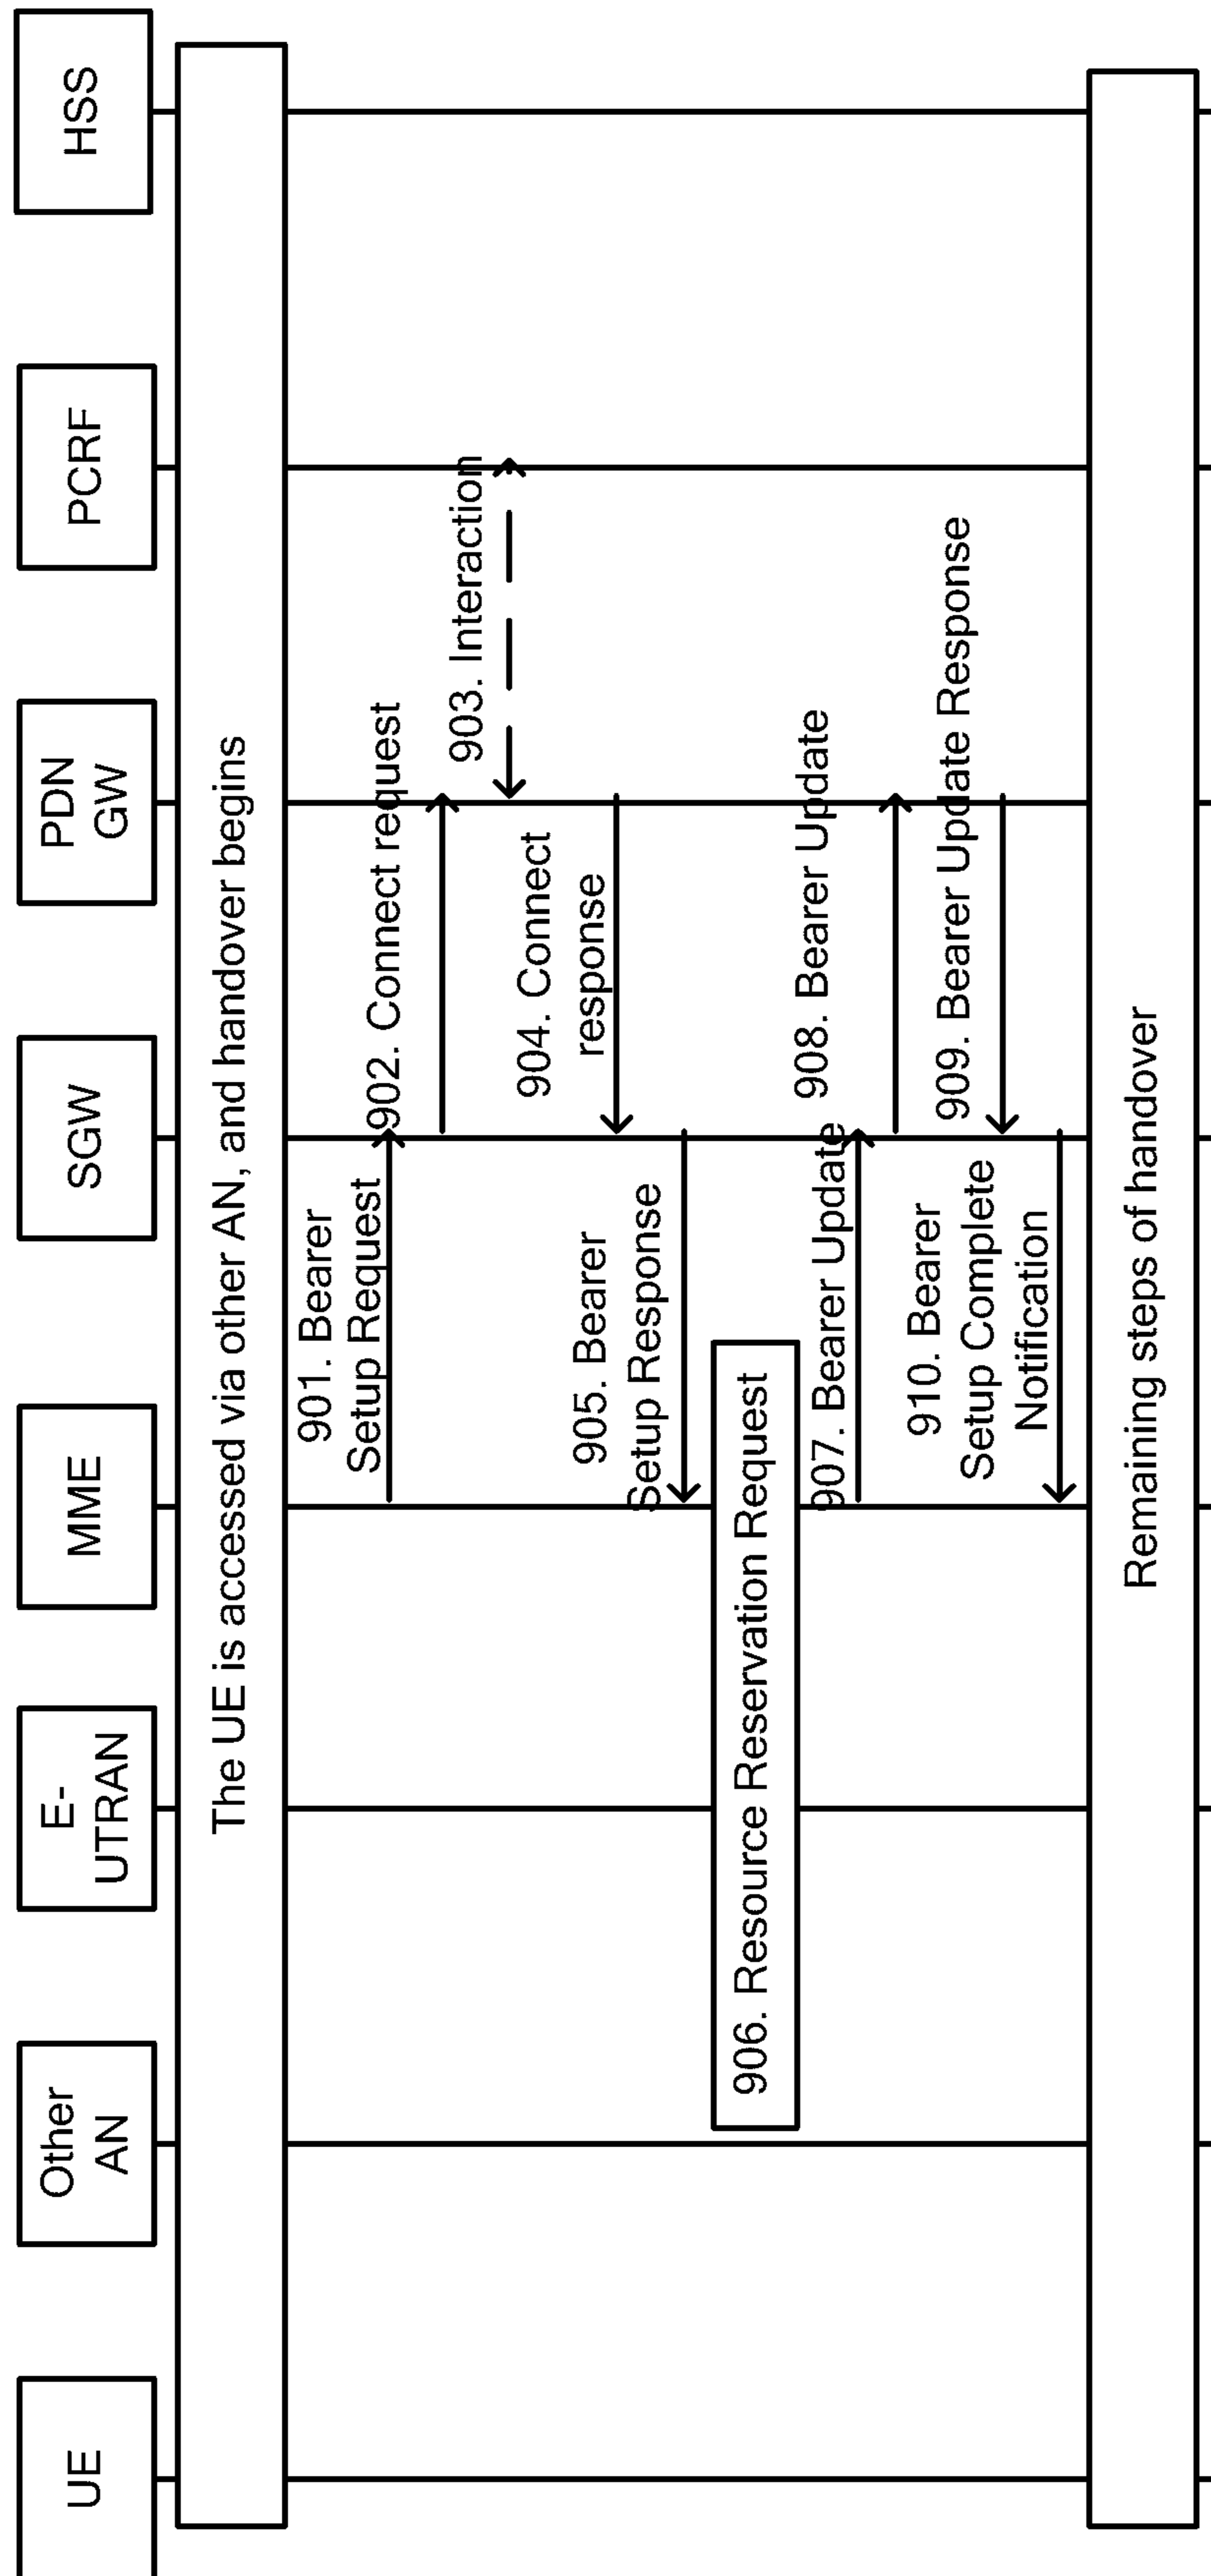 UE
Other
AN
E-
UTRAN
MME
SGW
PDN
GW
PCRF
HSS
The UE is accessed via other AN, and handover begins
901. Bearer
Setup Request
902. Connect request
903. Interaction
904. Connect
response
905. Bearer
Setup Response
906. Resource Reservation Request
907. Bearer Update
908. Bearer Update
909. Bearer Update Response
910. Bearer
Setup Complete
Notification
Remaining steps of handover